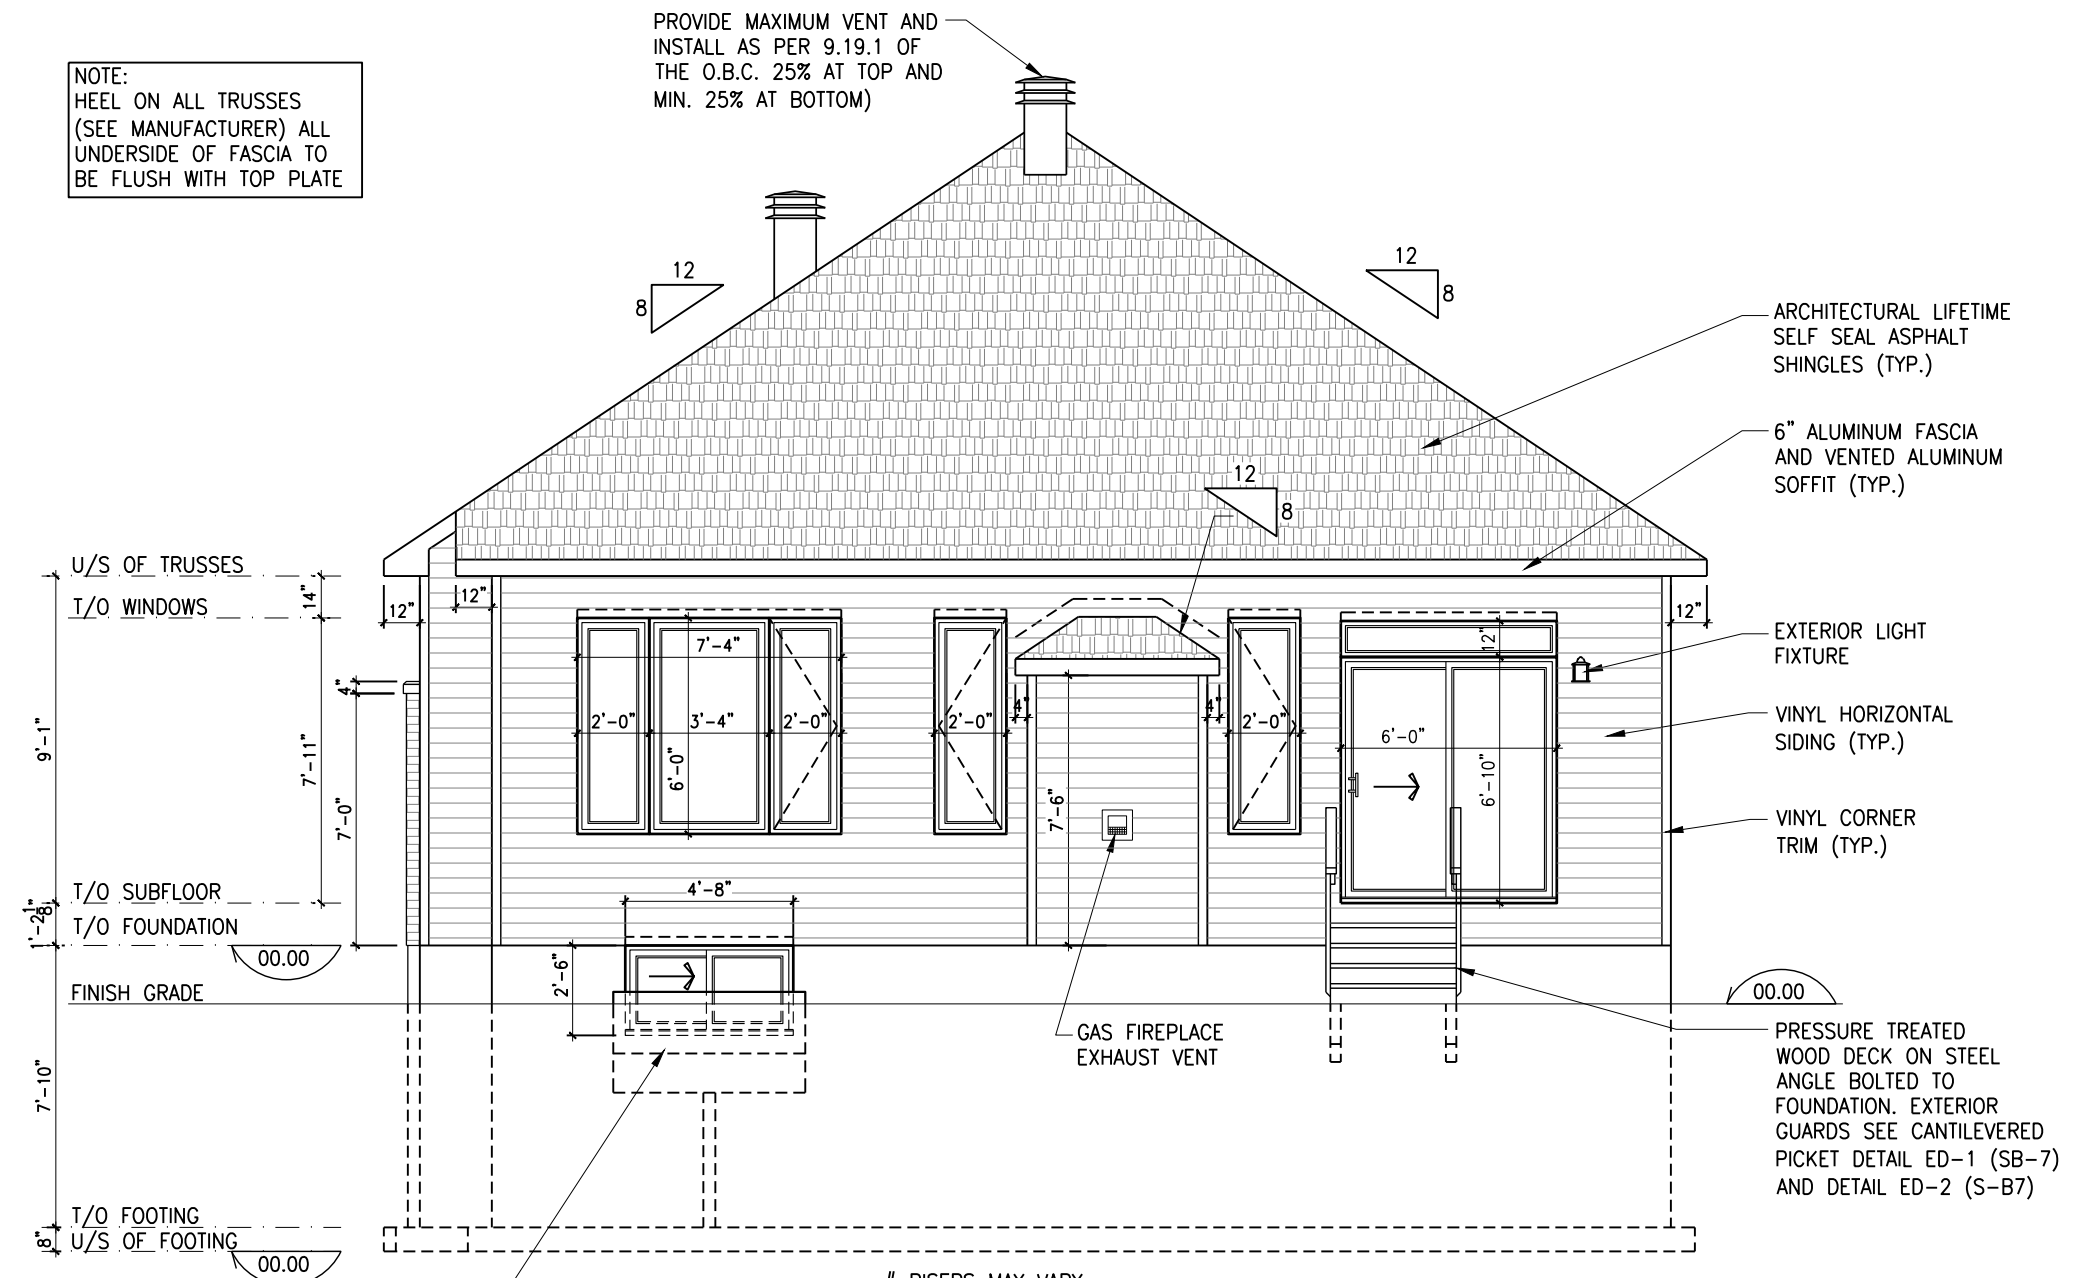 PROVIDE MAXIMUM VENT AND
INSTALL AS PER 9.19.1 OF
THE O.B.C. 25% AT TOP AND
MIN. 25% AT BOTTOM)
NOTE:
HEEL ON ALL TRUSSES
(SEE MANUFACTURER) ALL
UNDERSIDE OF FASCIA TO
BE FLUSH WITH TOP PLATE
12
8
12
8
ARCHITECTURAL LIFETIME
SELF SEAL ASPHALT
SHINGLES (TYP.)
6" ALUMINUM FASCIA
AND VENTED ALUMINUM
SOFFIT (TYP.)
12
8
U/S OF TRUSSES
14"
T/O WINDOWS
12"
12"
12"
EXTERIOR LIGHT
FIXTURE
VINYL HORIZONTAL
SIDING (TYP.)
VINYL CORNER
TRIM (TYP.)
9'-1"
7'-11"
4"
7'-0"
7'-4"
2'-0"
3'-4"
2'-0"
6'-0"
2'-0"
4"
4"
7'-6"
2'-0"
12"
6'-0"
6'-10"
T/O SUBFLOOR
1'-2 1/8"
T/O FOUNDATION
00.00
4'-8"
2'-6"
FINISH GRADE
00.00
GAS FIREPLACE
EXHAUST VENT
PRESSURE TREATED
WOOD DECK ON STEEL
ANGLE BOLTED TO
FOUNDATION. EXTERIOR
GUARDS SEE CANTILEVERED
PICKET DETAIL ED-1 (SB-7)
AND DETAIL ED-2 (S-B7)
7'-10"
T/O FOOTING
8"
U/S OF FOOTING
00.00
# RISERS MAY VARY